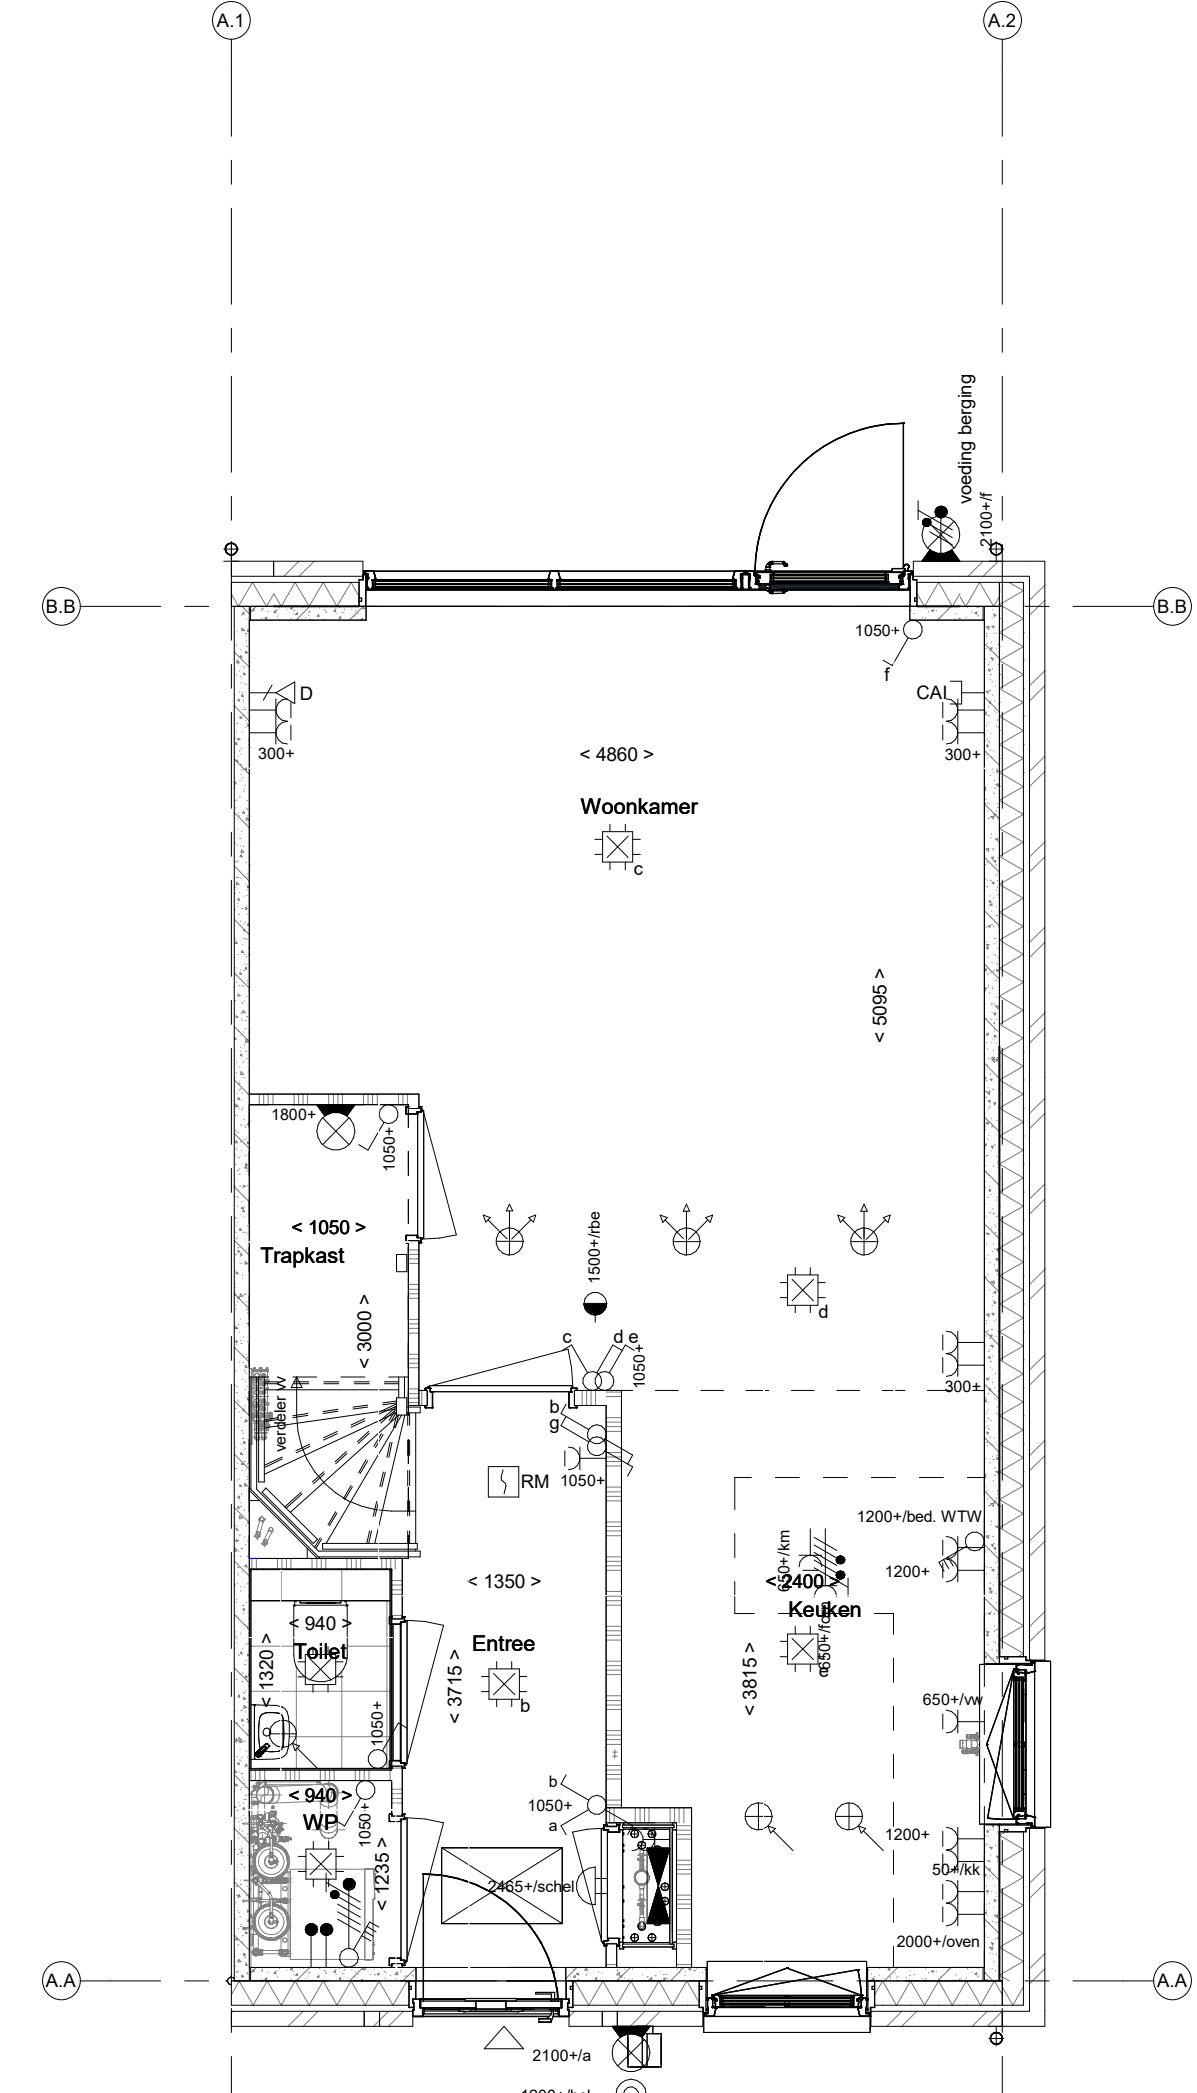 A.1
A.2
voeding berging
2100+/f
B.B
B.B
1050+
f
D
CAI
300+
300+
< 4860 >
Woonkamer
c
< 5095 >
1800+
1050+
< 1050 >
Trapkast
1500+/rbe
d
< 3000 >
c
d e
1050+
300+
verdeler VV
b
g
1050+
RM
1200+/bed. WTW
650+/km
1200+
< 1350 >
< 2400 >
Keuken
< 940 >
Toilet
Entree
< 1320 >
< 3715 >
< 3815 >
b
1050+
650+/vw
< 940 >
WP
1050+
b
1050+
a
1200+
< 1235 >
2465+/schel
50+/kk
2000+/oven
A.A
A.A
2100+/a